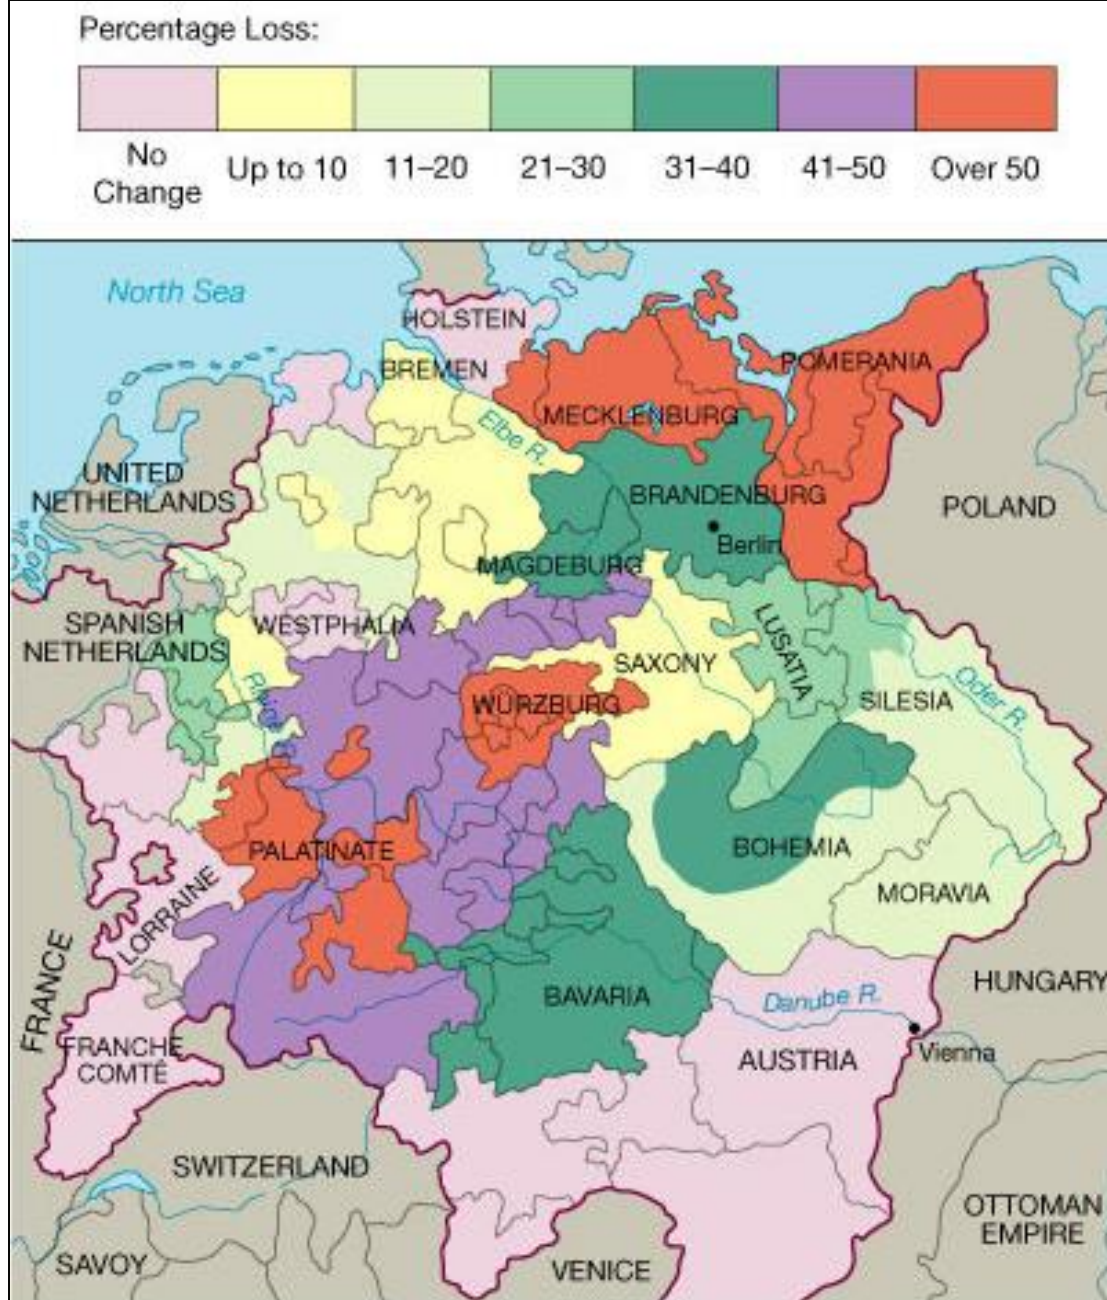 Percentage Loss:
No
Change
Up to 10
11–20
21–30
31–40
41–50
Over 50
North Sea
HOLSTEIN
BREMEN
POMERANIA
MECKLENBURG
Elbe R.
UNITED
NETHERLANDS
BRANDENBURG
POLAND
Berlin
MAGDEBURG
SPANISH
NETHERLANDS
WESTPHALIA
LUSATIA
SAXONY
Rhine R.
WÜRZBURG
SILESIA
Oder R.
PALATINATE
BOHEMIA
MORAVIA
LORRAINE
FRANCE
HUNGARY
BAVARIA
Danube R.
FRANCHE
COMTÉ
AUSTRIA
Vienna
SWITZERLAND
OTTOMAN
EMPIRE
SAVOY
VENICE